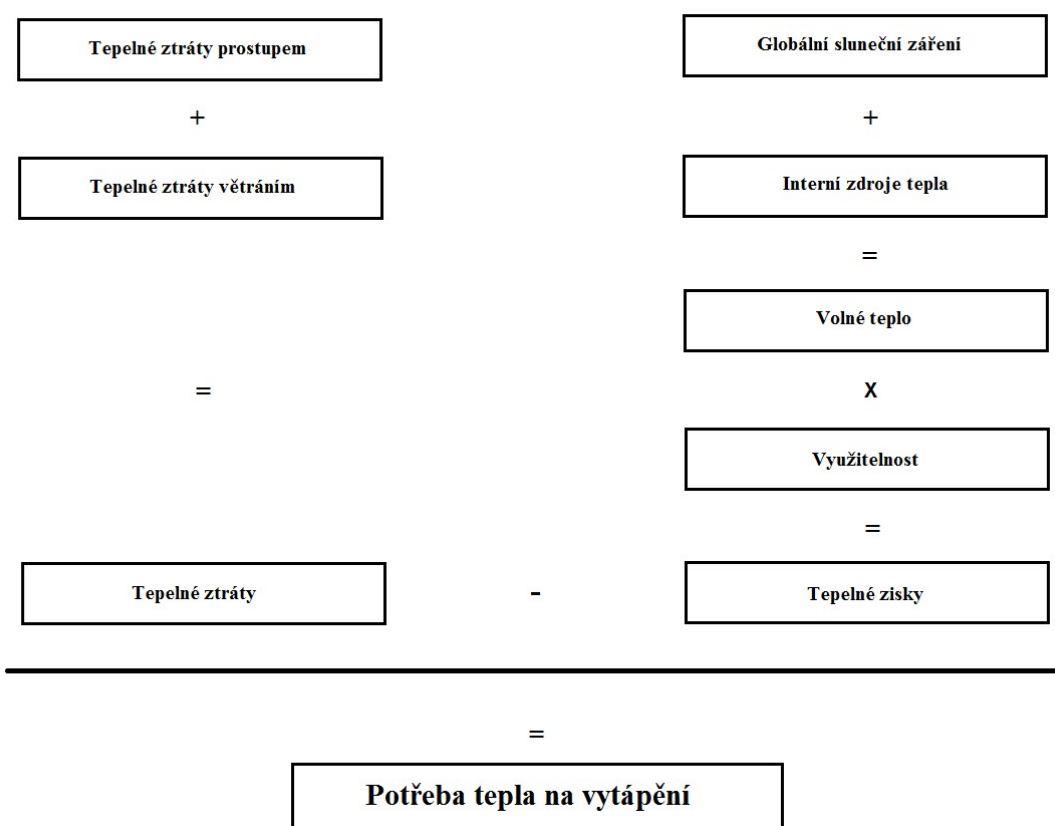 Tepelné ztráty prostupem
Globální sluneční záření
+
+
Tepelné ztráty větráním
Interní zdroje tepla
=
Volné teplo
=
X
Využitelnost
=
Tepelné ztráty
-
Tepelné zisky
=
Potřeba tepla na vytápění